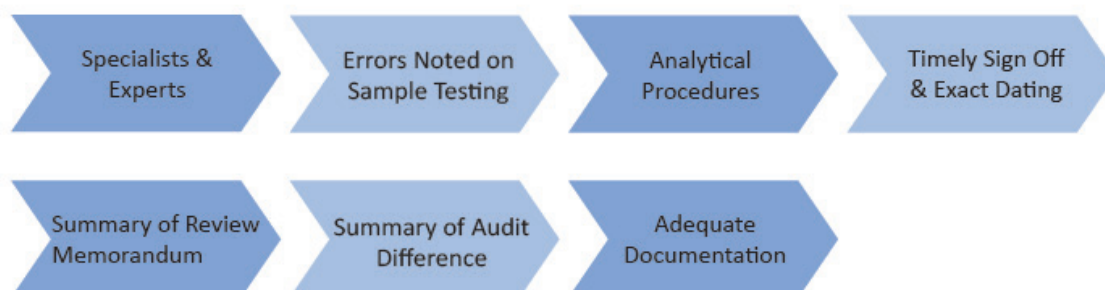 Specialists &
Experts
Errors Noted on
Sample Testing
Analytical
Procedures
Timely Sign Off
& Exact Dating
Summary of Review
Memorandum
Summary of Audit
Difference
Adequate
Documentation